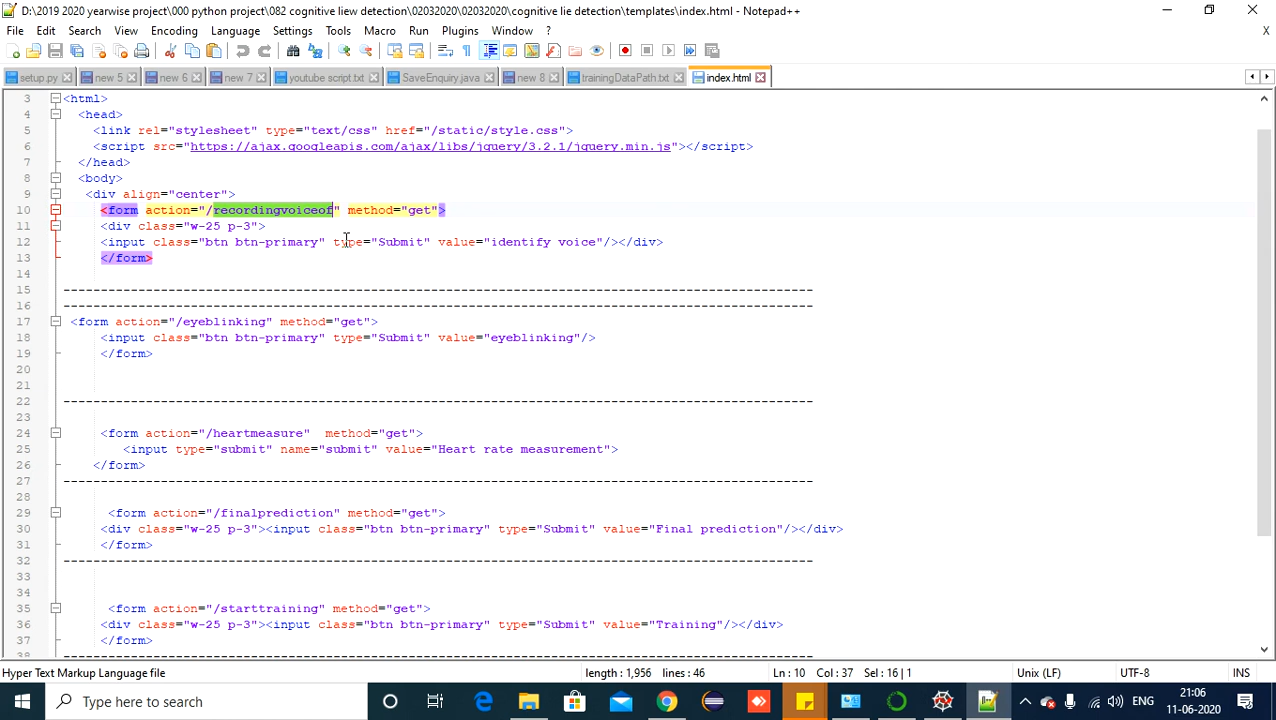 D:\2019 2020 yearwise project\000 python project\082 cognitive liew detection\02032020\02032020\cognitive lie detection\templates\index.html - Notepad++
File Edit Search View Encoding Language Settings Tools Macro Run Plugins Window ?
X
setup.py new 5 new 6 new 7 youtube script.txt SaveEnquiry.java new 8 trainingDataPath.txt index.html
3 <html>
4 <head>
5 <link rel="stylesheet" type="text/css" href="/static/style.css">
6 <script src="https://ajax.googleapis.com/ajax/libs/jquery/3.2.1/jquery.min.js"></script>
7 </head>
8 <body>
9 <div align="center">
10 <form action="/recordingvoiceof" method="get">
11 <div class="w-25 p-3">
12 <input class="btn btn-primary" type="Submit" value="identify voice"/></div>
13 </form>
14
15 ----------------------------------------------------------------------------------------------------
16 ----------------------------------------------------------------------------------------------------
17 <form action="/eyeblinking" method="get">
18 <input class="btn btn-primary" type="Submit" value="eyeblinking"/>
19 </form>
20
21
22 ----------------------------------------------------------------------------------------------------
23
24 <form action="/heartmeasure"  method="get">
25 <input type="submit" name="submit" value="Heart rate measurement">
26 </form>
27 ----------------------------------------------------------------------------------------------------
28
29 <form action="/finalprediction" method="get">
30 <div class="w-25 p-3"><input class="btn btn-primary" type="Submit" value="Final prediction"/></div>
31 </form>
32 ----------------------------------------------------------------------------------------------------
33
34
35 <form action="/starttraining" method="get">
36 <div class="w-25 p-3"><input class="btn btn-primary" type="Submit" value="Training"/></div>
37 </form>
38 ----------------------------------------------------------------------------------------------------
Hyper Text Markup Language file length : 1,956 lines : 46 Ln : 10 Col : 37 Sel : 16 | 1 Unix (LF) UTF-8 INS
Type here to search ENG 21:06
11-06-2020